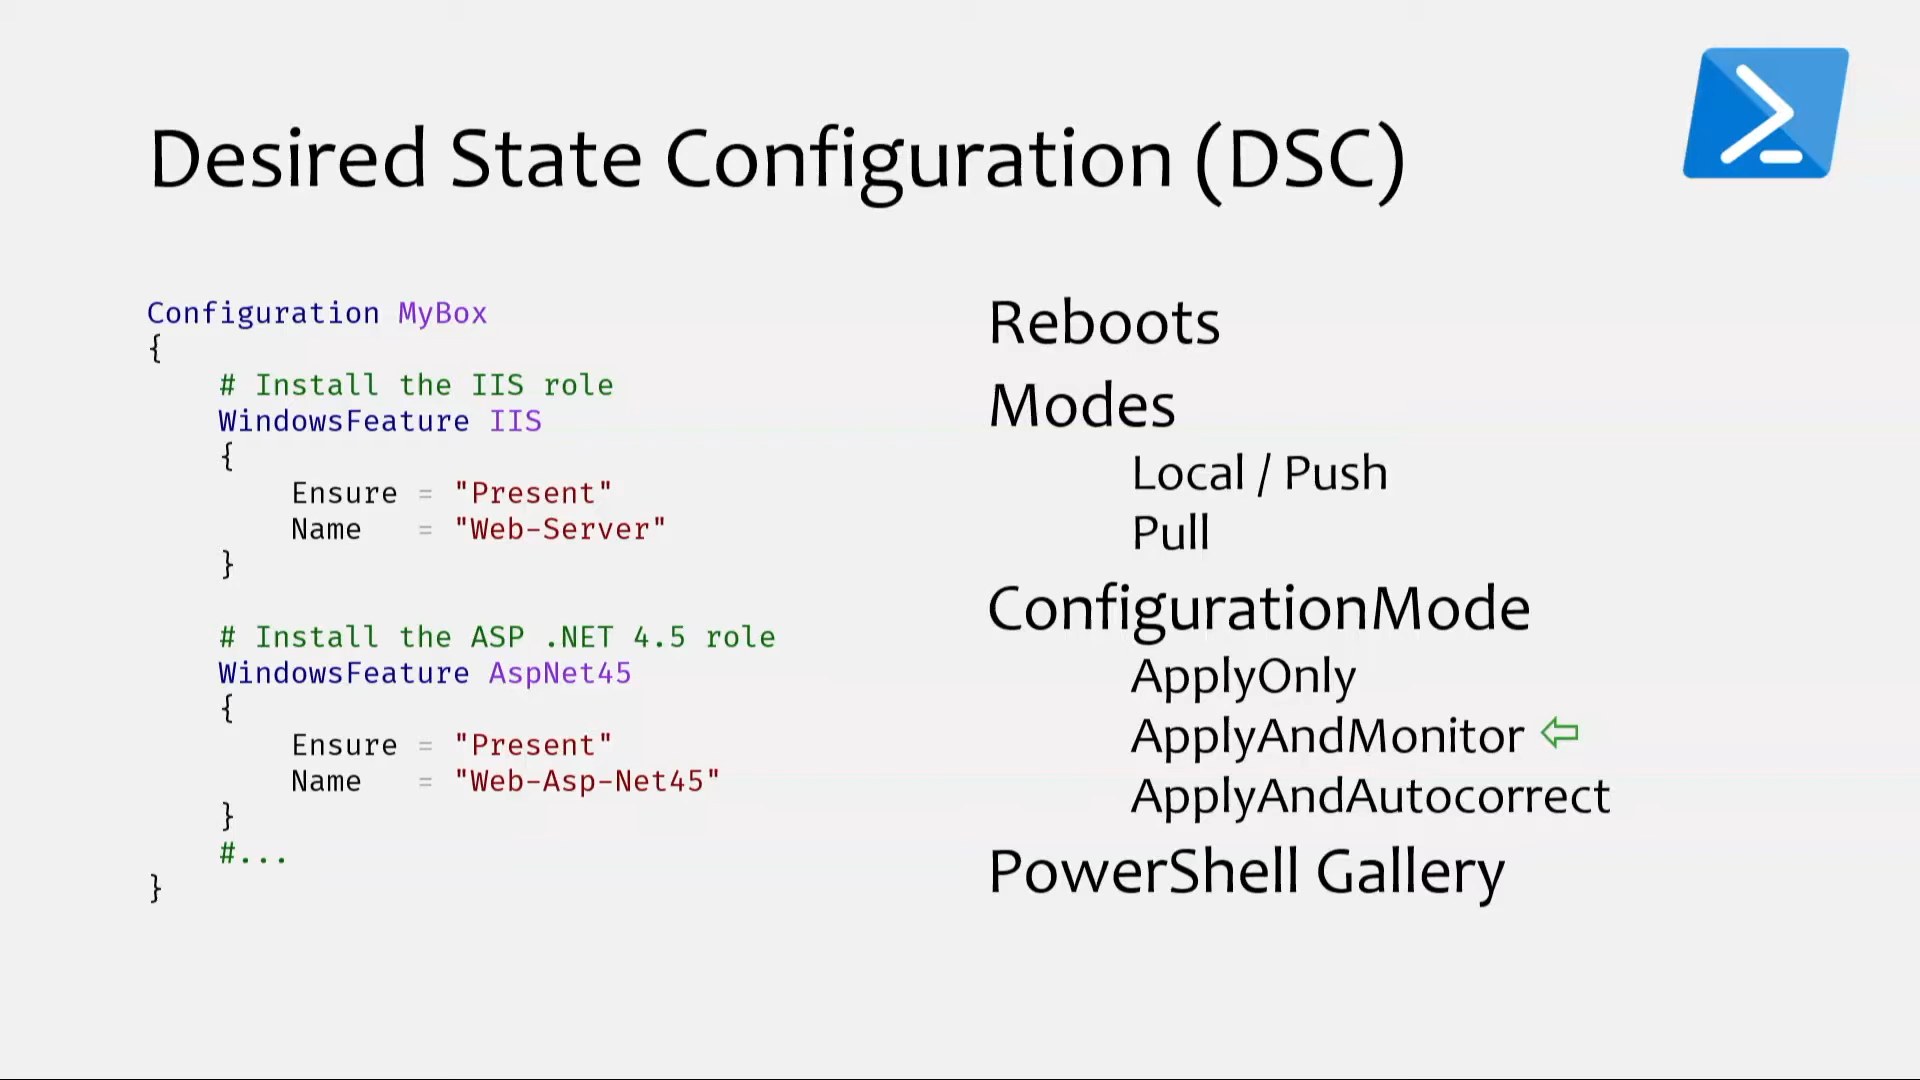 Desired State Configuration (DSC)
Configuration MyBox
{
    # Install the IIS role
    WindowsFeature IIS
    {
        Ensure = "Present"
        Name   = "Web-Server"
    }

    # Install the ASP .NET 4.5 role
    WindowsFeature AspNet45
    {
        Ensure = "Present"
        Name   = "Web-Asp-Net45"
    }
    #...
}
Reboots
Modes
Local / Push
Pull
ConfigurationMode
ApplyOnly
ApplyAndMonitor ⇦
ApplyAndAutocorrect
PowerShell Gallery